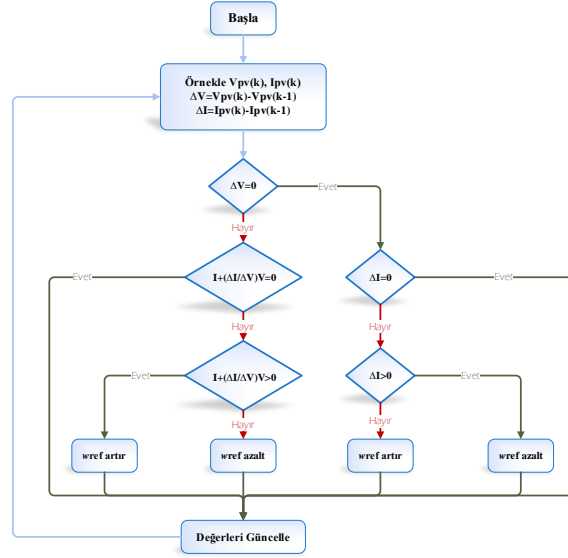 Başla
Örnekle Vpv(k), Ipv(k)
ΔV=Vpv(k)-Vpv(k-1)
ΔI=Ipv(k)-Ipv(k-1)
ΔV=0
Evet
Hayır
Evet
I+(ΔI/ΔV)V=0
ΔI=0
Evet
Hayır
Hayır
Evet
I+(ΔI/ΔV)V>0
ΔI>0
Evet
Hayır
Hayır
wref artır
wref azalt
wref artır
wref azalt
Değerleri Güncelle